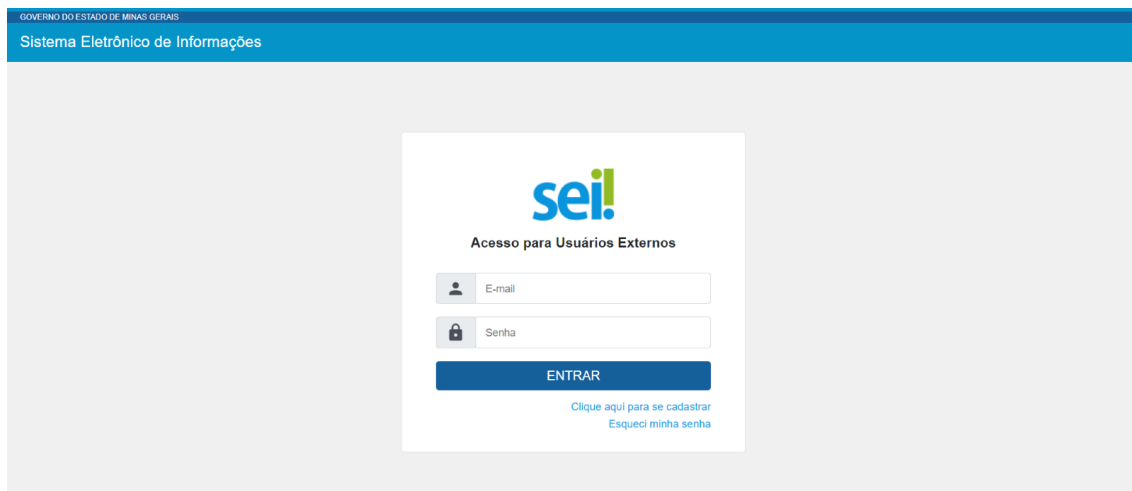 GOVERNO DO ESTADO DE MINAS GERAIS
Sistema Eletrônico de Informações
sei!
Acesso para Usuários Externos
E-mail
Senha
ENTRAR
Clique aqui para se cadastrar
Esqueci minha senha